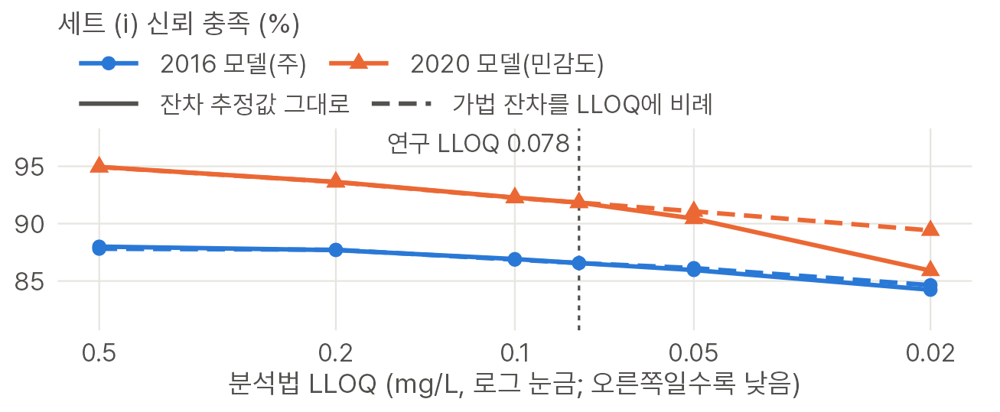 세트 (i) 신뢰 충족 (%)
2016 모델(주) 2020 모델(민감도)
잔차 추정값 그대로 가법 잔차를 LLOQ에 비례
연구 LLOQ 0.078
95
90
85
0.5 0.2 0.1 0.05 0.02
분석법 LLOQ (mg/L, 로그 눈금; 오른쪽일수록 낮음)